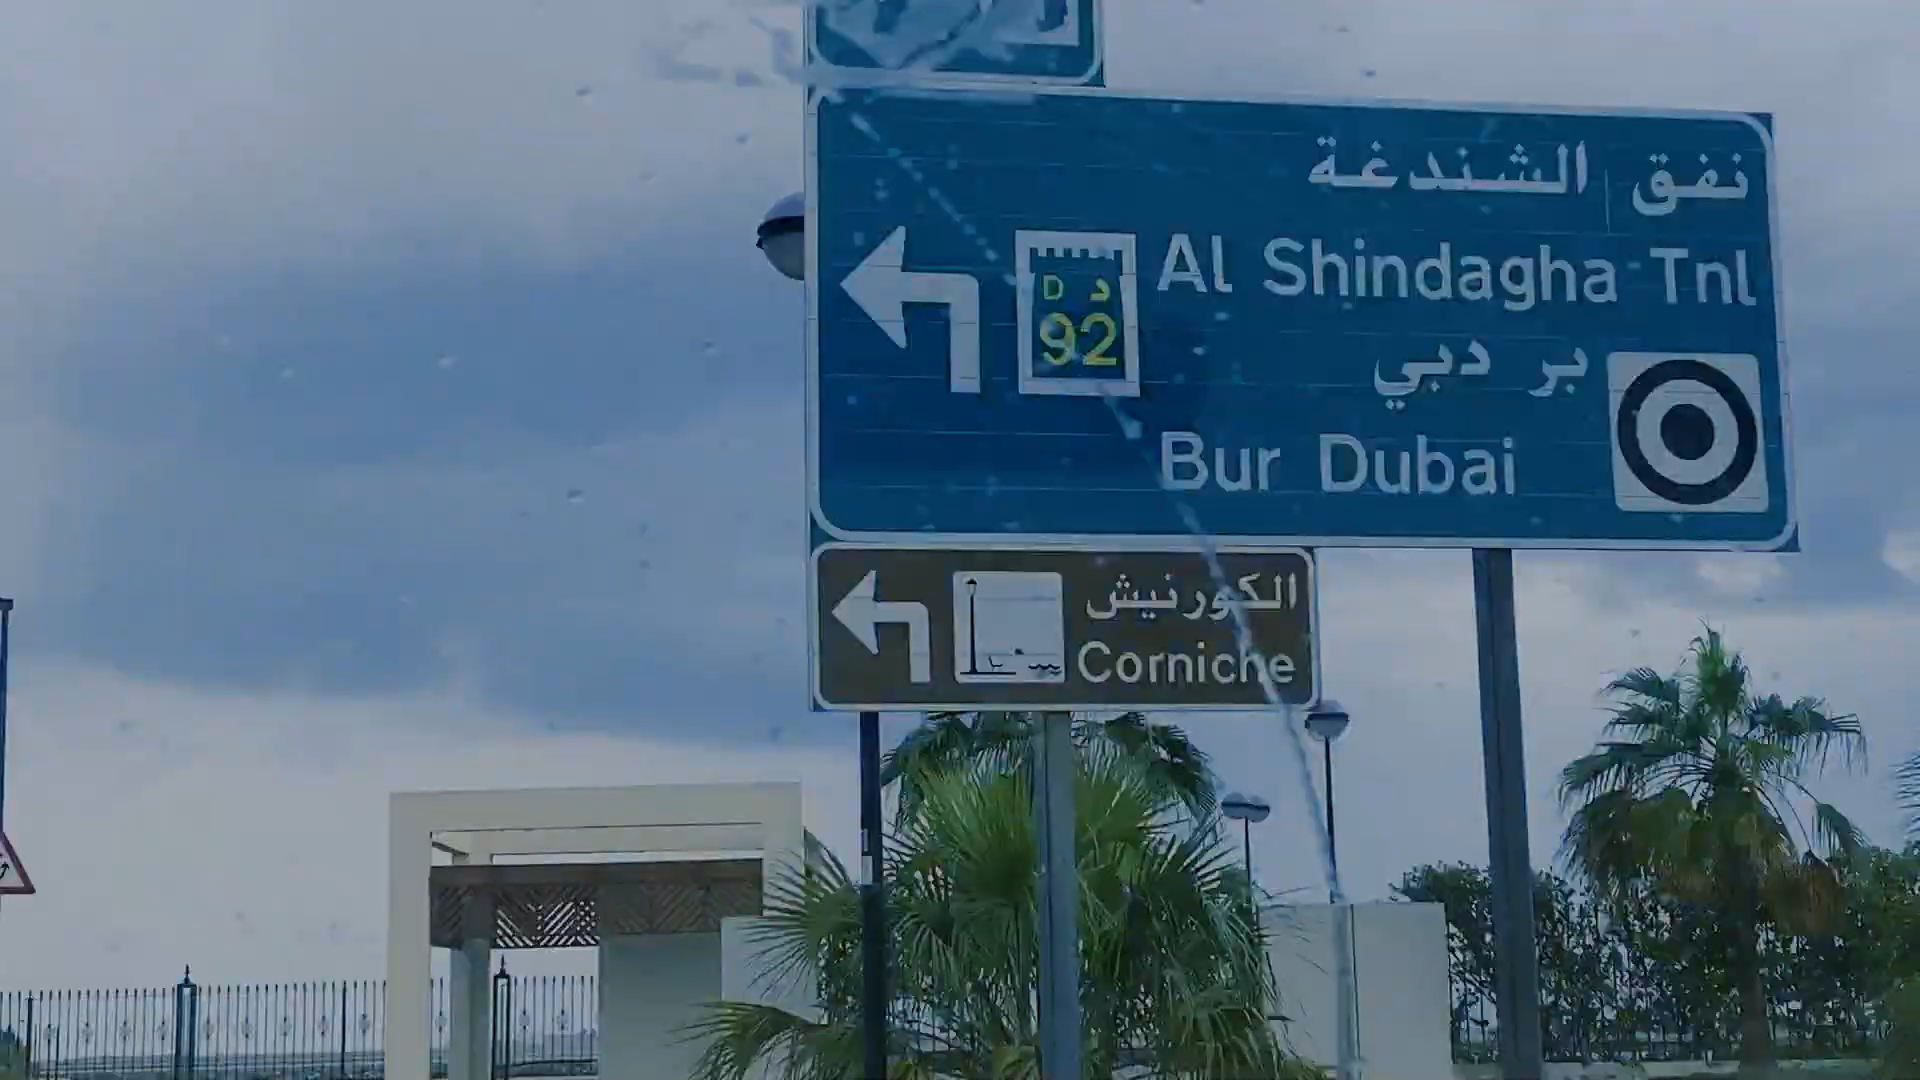 نفق الشندغة
Al Shindagha Tnl
D د
92
بر دبي
Bur Dubai
الكورنيش
Corniche